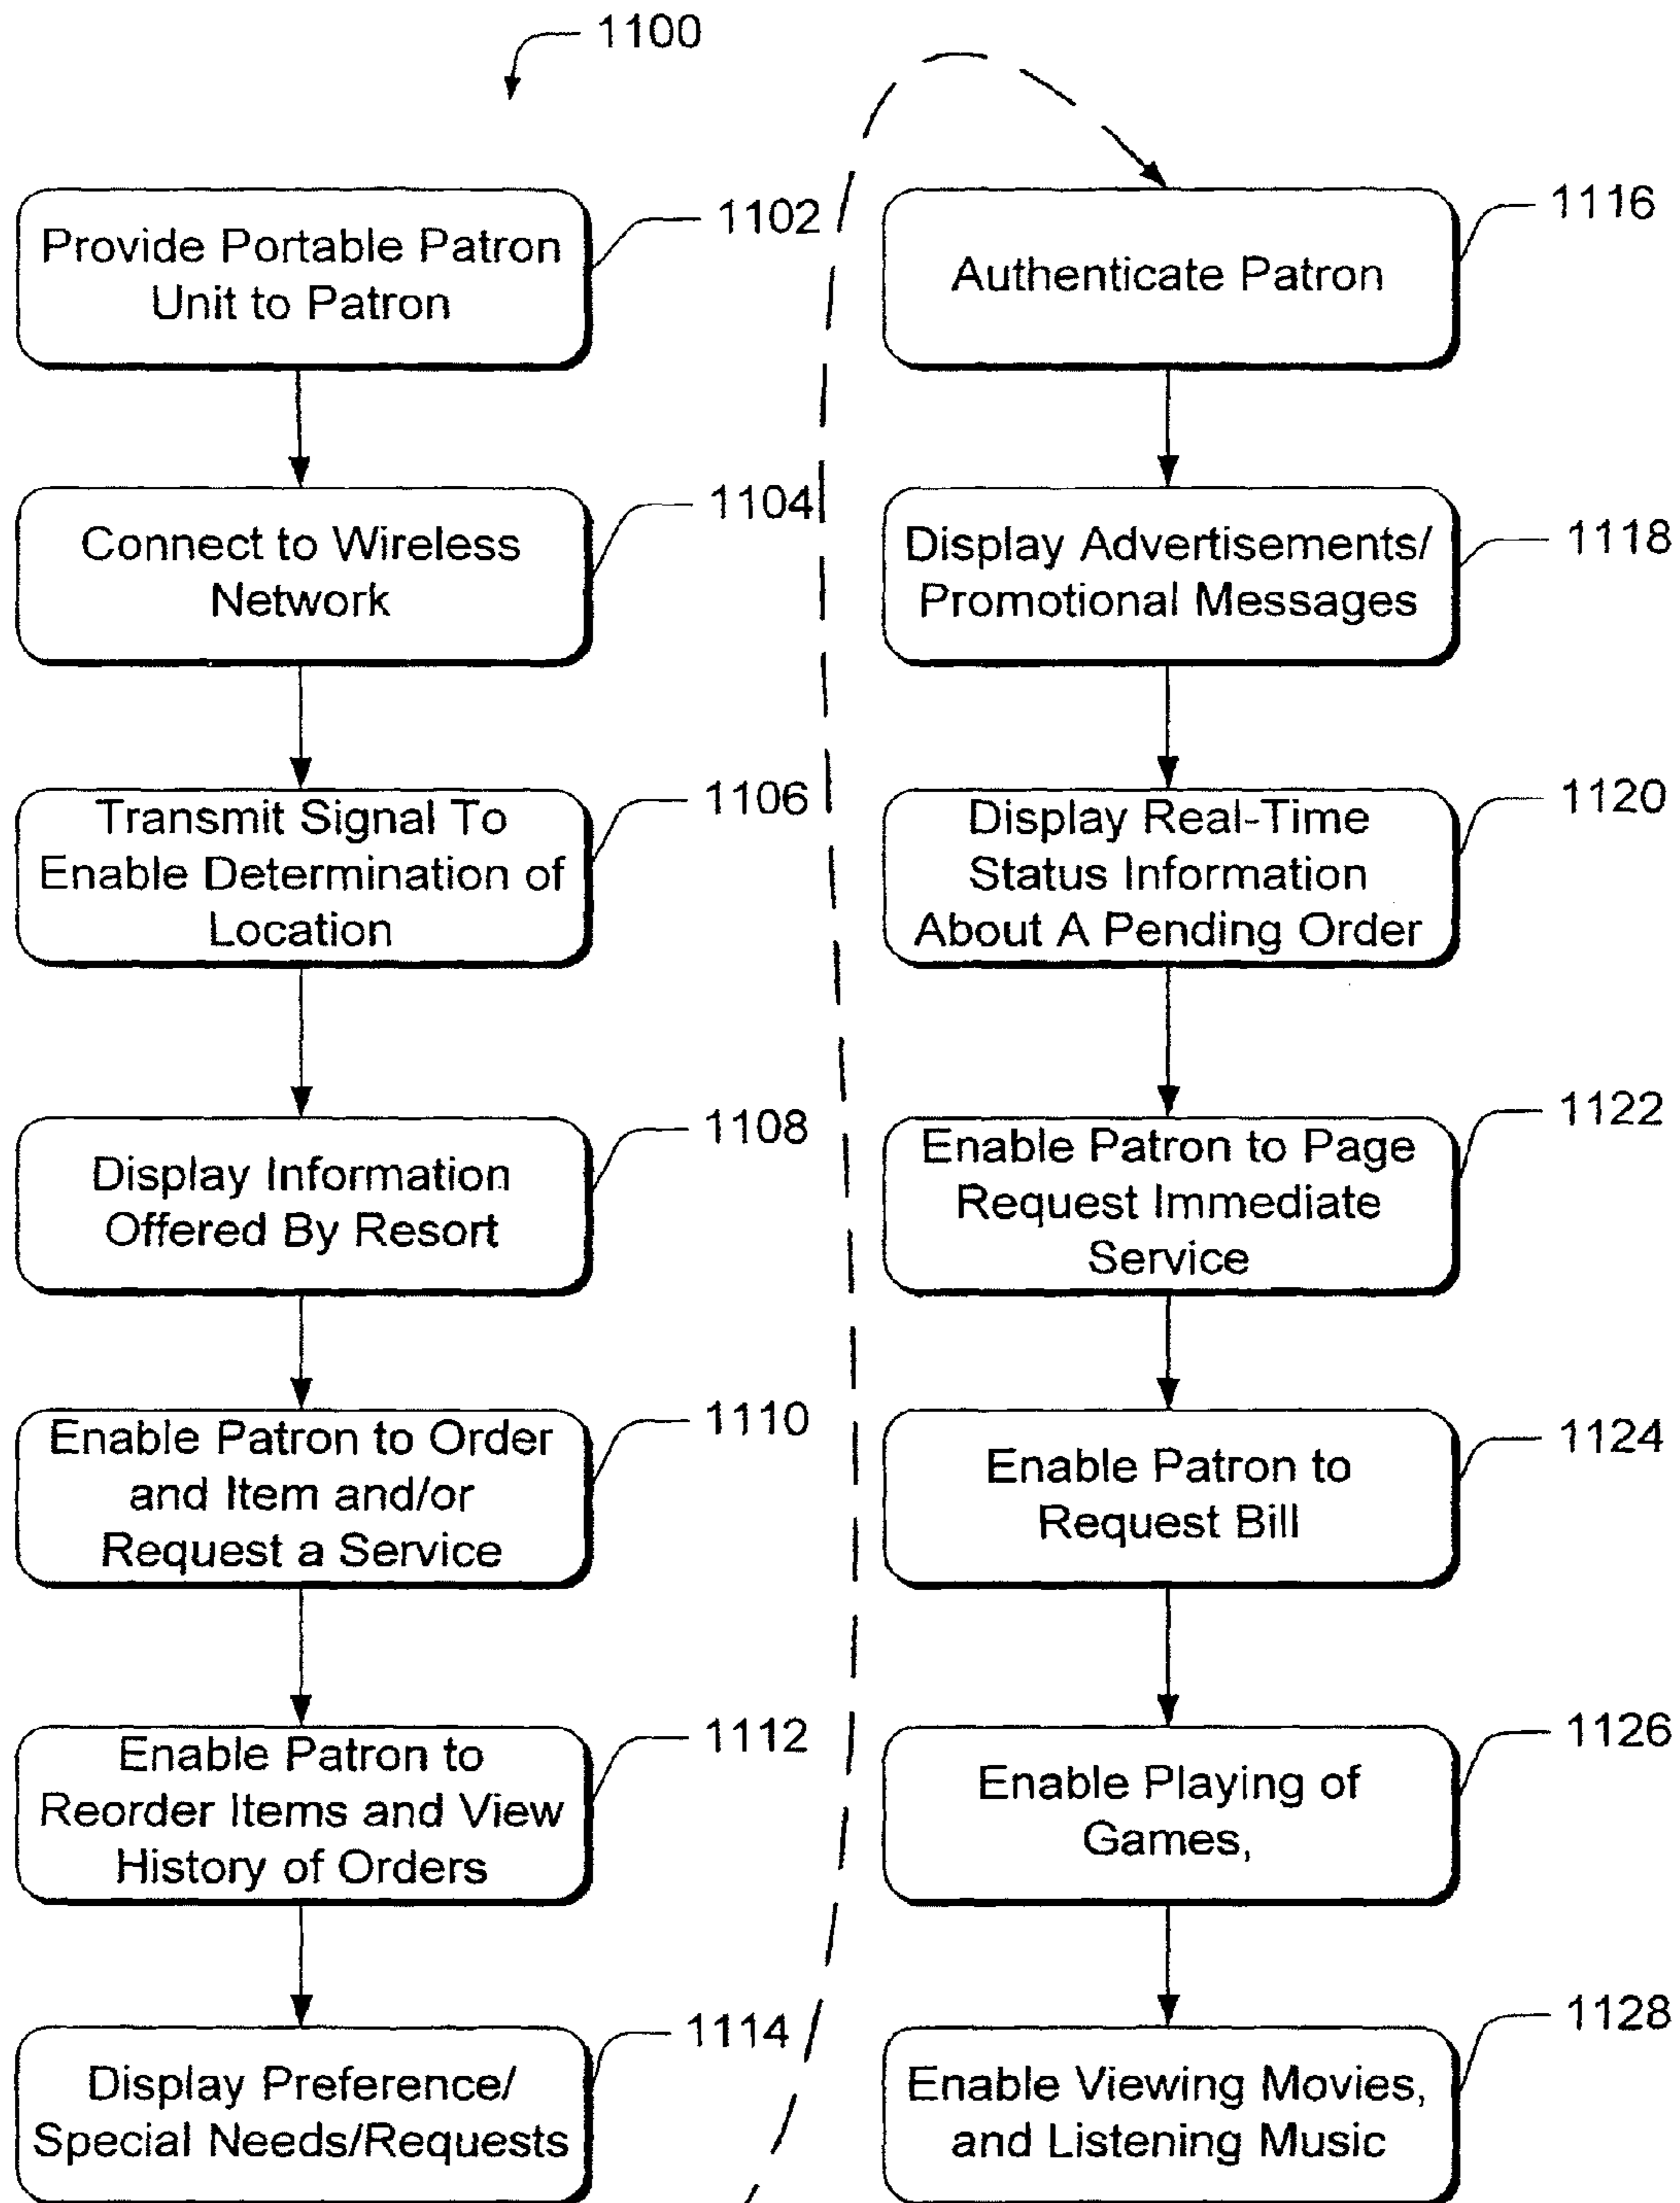 1100
Provide Portable Patron
Unit to Patron
1102
Connect to Wireless
Network
1104
Transmit Signal To
Enable Determination of
Location
1106
Display Information
Offered By Resort
1108
Enable Patron to Order
and Item and/or
Request a Service
1110
Enable Patron to
Reorder Items and View
History of Orders
1112
Display Preference/
Special Needs/Requests
1114
Authenticate Patron
1116
Display Advertisements/
Promotional Messages
1118
Display Real-Time
Status Information
About A Pending Order
1120
Enable Patron to Page
Request Immediate
Service
1122
Enable Patron to
Request Bill
1124
Enable Playing of
Games,
1126
Enable Viewing Movies,
and Listening Music
1128